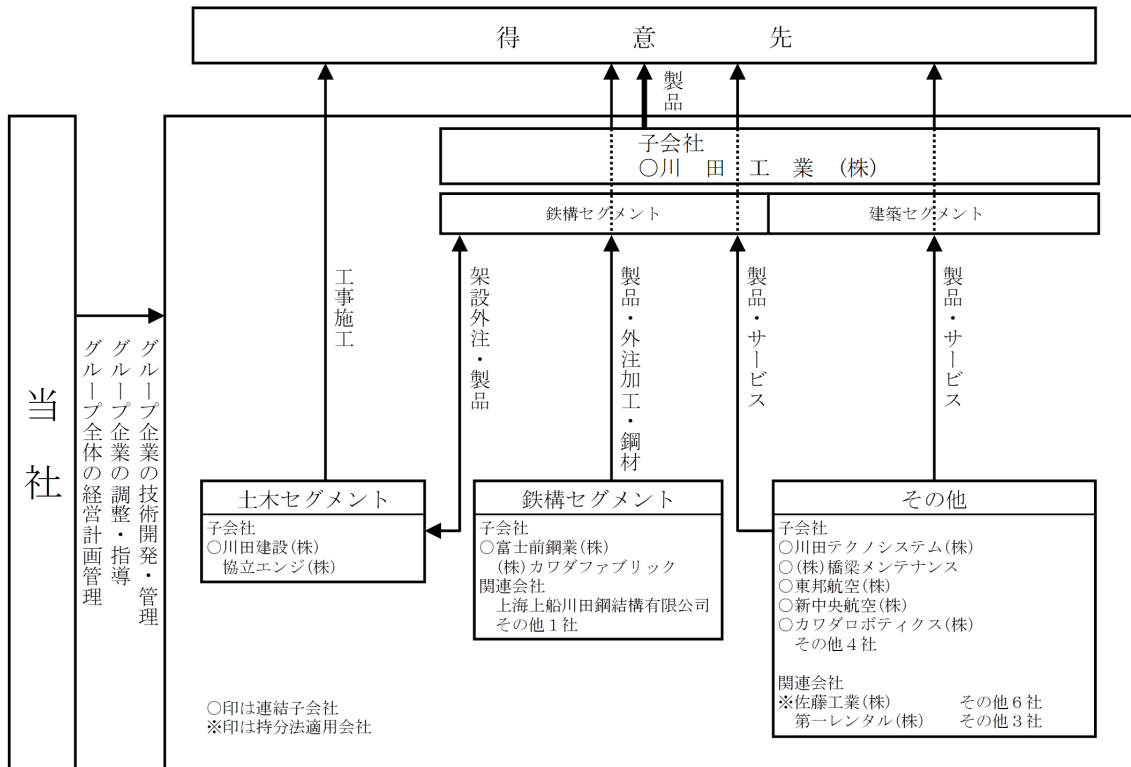 得意先
製品
子会社
○川田工業(株)
鉄構セグメント
建築セグメント
当社
グループ企業の技術開発・管理
グループ企業の調整・指導
グループ全体の経営計画管理
工事施工
架設外注・製品
製品・外注加工・鋼材
製品・サービス
製品・サービス
土木セグメント
子会社
○川田建設(株)
協立エンジ(株)
鉄構セグメント
子会社
○富士前鋼業(株)
(株)カワダファブリック
関連会社
上海上船川田鋼結構有限公司
その他1社
その他
子会社
○川田テクノシステム(株)
○(株)橋梁メンテナンス
○東邦航空(株)
○新中央航空(株)
○カワダロボティクス(株)
その他4社
関連会社
※佐藤工業(株) その他6社
第一レンタル(株) その他3社
○印は連結子会社
※印は持分法適用会社